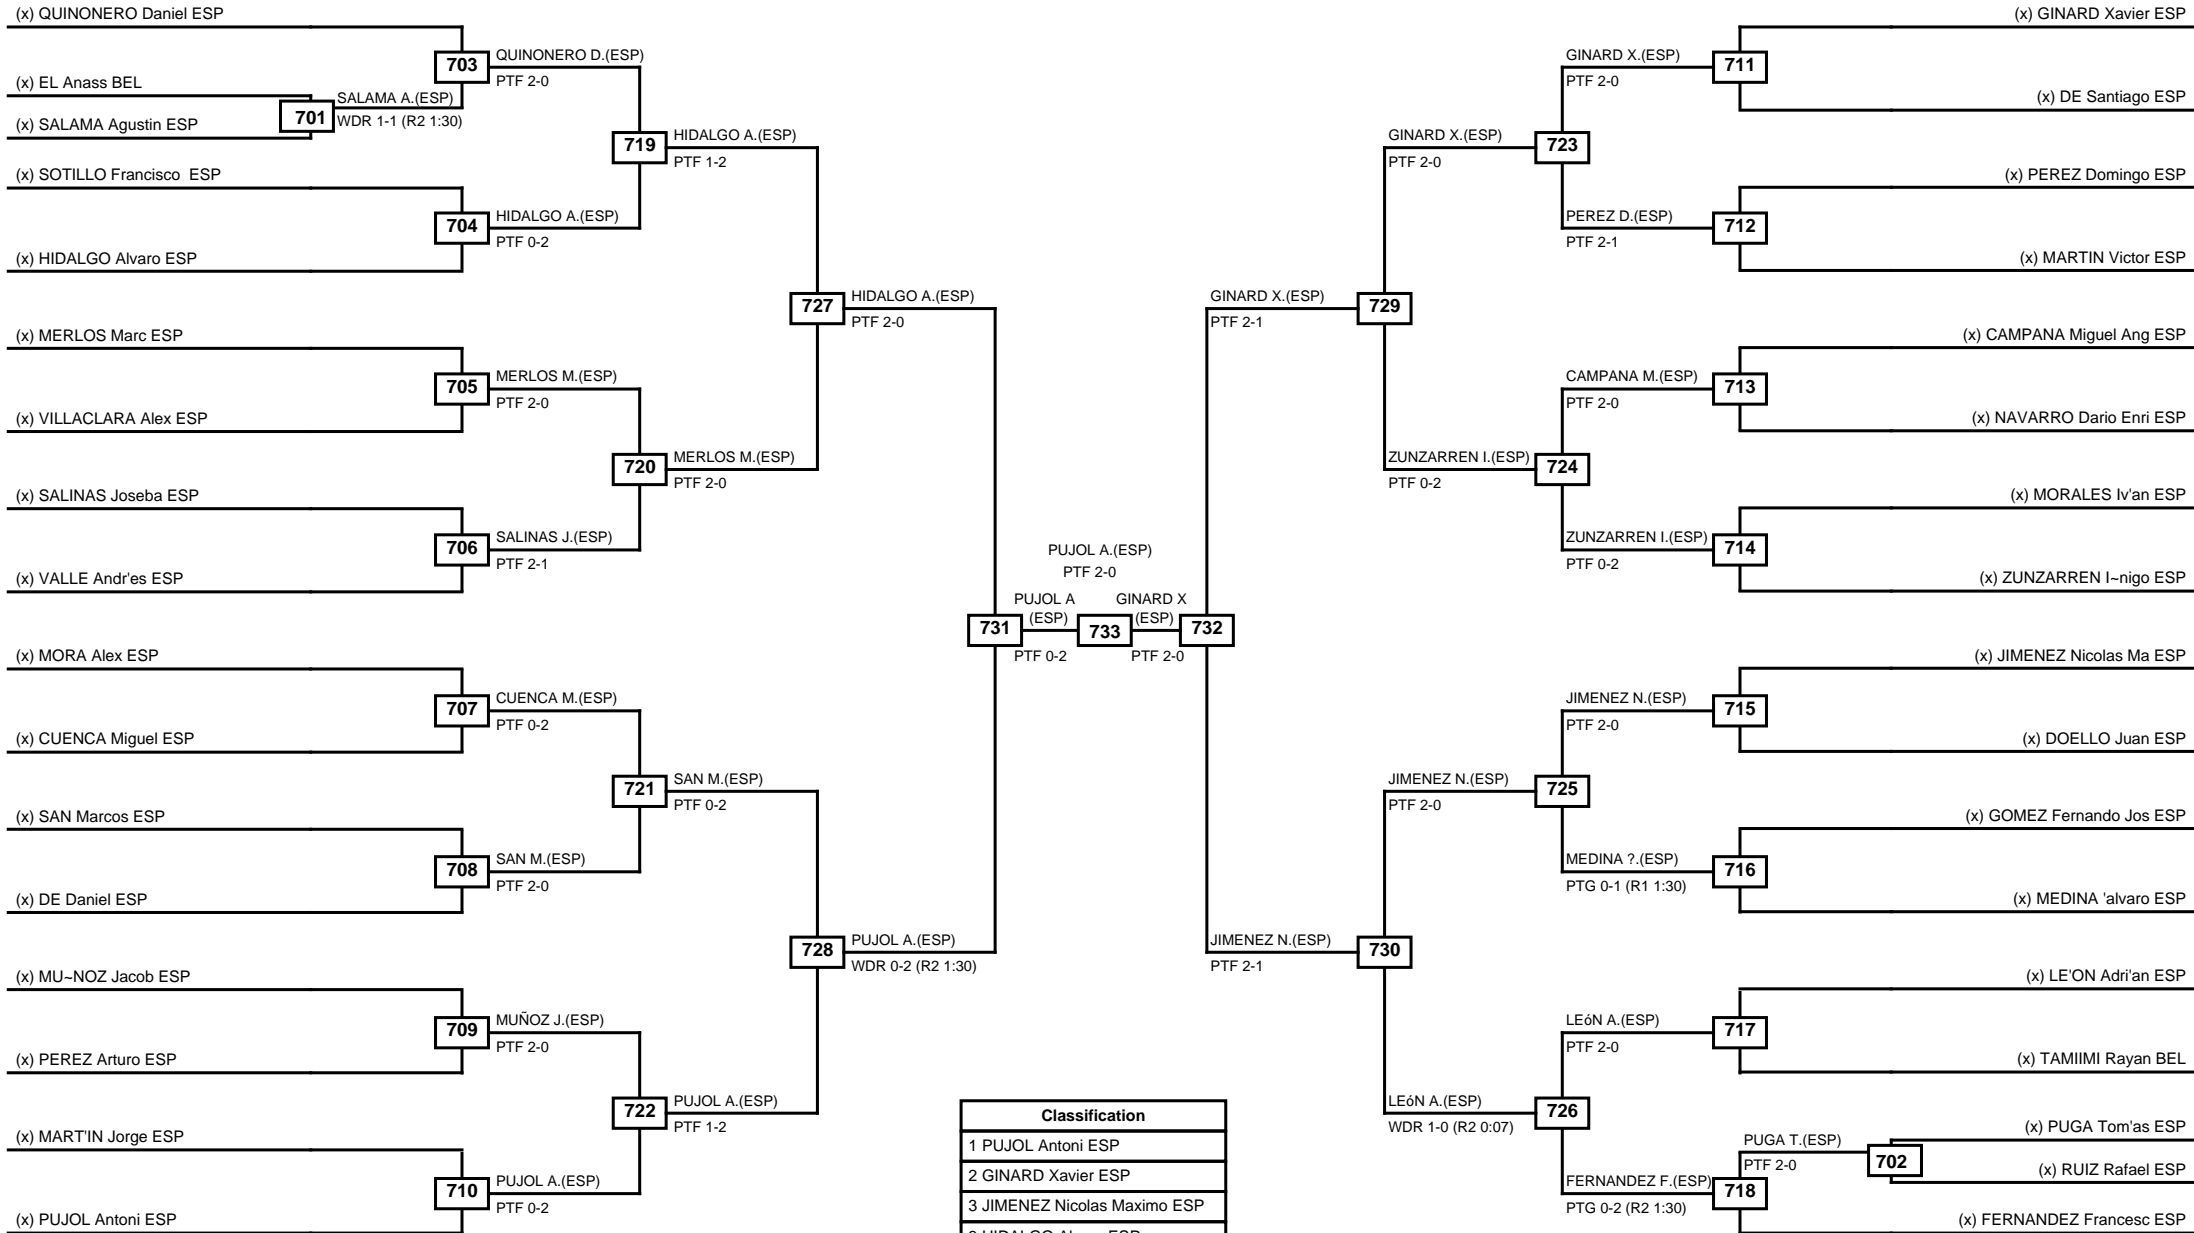 (x) QUINONERO Daniel ESP
703
QUINONERO D.(ESP)
PTF 2-0
(x) EL Anass BEL
701
SALAMA A.(ESP)
WDR 1-1 (R2 1:30)
(x) SALAMA Agustin ESP
719
HIDALGO A.(ESP)
PTF 1-2
(x) SOTILLO Francisco  ESP
704
HIDALGO A.(ESP)
PTF 0-2
(x) HIDALGO Alvaro ESP
727
HIDALGO A.(ESP)
PTF 2-0
(x) MERLOS Marc ESP
705
MERLOS M.(ESP)
PTF 2-0
(x) VILLACLARA Alex ESP
720
MERLOS M.(ESP)
PTF 2-0
(x) SALINAS Joseba ESP
706
SALINAS J.(ESP)
PTF 2-1
(x) VALLE Andr'es ESP
(x) MORA Alex ESP
707
CUENCA M.(ESP)
PTF 0-2
(x) CUENCA Miguel ESP
721
SAN M.(ESP)
PTF 0-2
(x) SAN Marcos ESP
708
SAN M.(ESP)
PTF 2-0
(x) DE Daniel ESP
728
PUJOL A.(ESP)
WDR 0-2 (R2 1:30)
(x) MU~NOZ Jacob ESP
709
MUÑOZ J.(ESP)
PTF 2-0
(x) PEREZ Arturo ESP
722
PUJOL A.(ESP)
PTF 1-2
(x) MART'IN Jorge ESP
710
PUJOL A.(ESP)
PTF 0-2
(x) PUJOL Antoni ESP
PUJOL A.(ESP)
PTF 2-0
731
PUJOL A
(ESP)
PTF 0-2
733
GINARD X
(ESP)
PTF 2-0
732
Classification
1 PUJOL Antoni ESP
2 GINARD Xavier ESP
3 JIMENEZ Nicolas Maximo ESP
3 HIDALGO Alvaro ESP
(x) GINARD Xavier ESP
GINARD X.(ESP)
PTF 2-0
711
(x) DE Santiago ESP
GINARD X.(ESP)
PTF 2-0
723
(x) PEREZ Domingo ESP
PEREZ D.(ESP)
PTF 2-1
712
(x) MARTIN Victor ESP
GINARD X.(ESP)
PTF 2-1
729
(x) CAMPANA Miguel Ang ESP
CAMPANA M.(ESP)
PTF 2-0
713
(x) NAVARRO Dario Enri ESP
ZUNZARREN I.(ESP)
PTF 0-2
724
(x) MORALES Iv'an ESP
ZUNZARREN I.(ESP)
PTF 0-2
714
(x) ZUNZARREN I~nigo ESP
(x) JIMENEZ Nicolas Ma ESP
JIMENEZ N.(ESP)
PTF 2-0
715
(x) DOELLO Juan ESP
JIMENEZ N.(ESP)
PTF 2-0
725
(x) GOMEZ Fernando Jos ESP
MEDINA ?.(ESP)
PTG 0-1 (R1 1:30)
716
(x) MEDINA 'alvaro ESP
JIMENEZ N.(ESP)
PTF 2-1
730
(x) LE'ON Adri'an ESP
LEóN A.(ESP)
PTF 2-0
717
(x) TAMIIMI Rayan BEL
LEóN A.(ESP)
WDR 1-0 (R2 0:07)
726
(x) PUGA Tom'as ESP
PUGA T.(ESP)
PTF 2-0
702
(x) RUIZ Rafael ESP
FERNANDEZ F.(ESP)
PTG 0-2 (R2 1:30)
718
(x) FERNANDEZ Francesc ESP